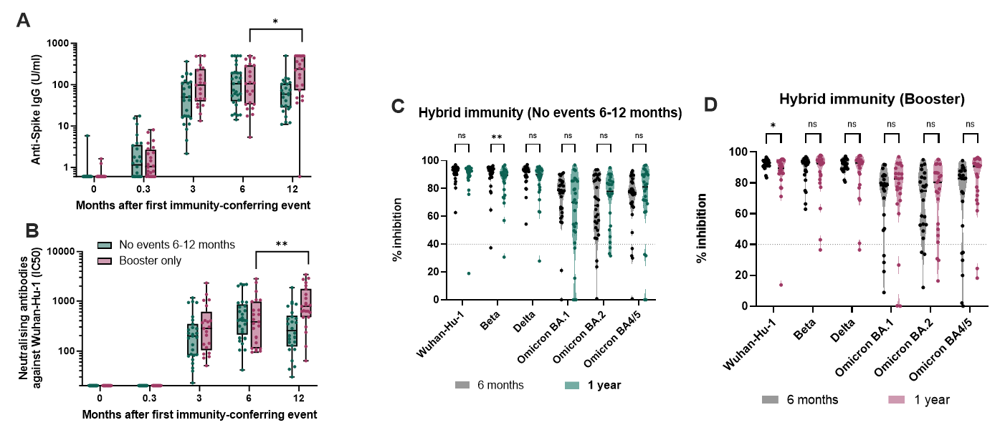 A
*
Anti-Spike IgG (U/ml)
1000
100
10
1
0
0.3
3
6
12
Months after first immunity-conferring event
B
No events 6-12 months
Booster only
**
Neutralising antibodies
against Wuhan-Hu-1 (IC50)
10000
1000
100
0
0.3
3
6
12
Months after first immunity-conferring event
C
Hybrid immunity (No events 6-12 months)
ns
**
ns
ns
ns
ns
% inhibition
100
80
60
40
20
0
Wuhan-Hu-1
Beta
Delta
Omicron BA.1
Omicron BA.2
Omicron BA4/5
6 months
1 year
D
Hybrid immunity (Booster)
*
ns
ns
ns
ns
ns
% inhibition
100
80
60
40
20
0
Wuhan-Hu-1
Beta
Delta
Omicron BA.1
Omicron BA.2
Omicron BA4/5
6 months
1 year